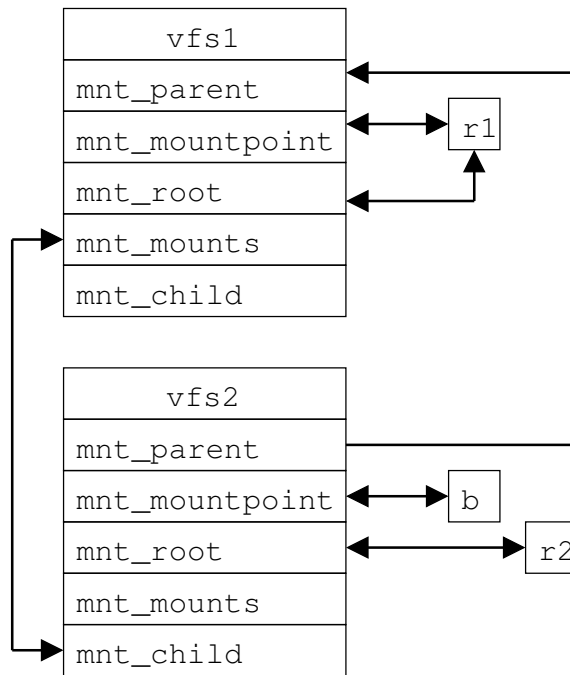 vfs1
mnt_parent
mnt_mountpoint
r1
mnt_root
mnt_mounts
mnt_child
vfs2
mnt_parent
mnt_mountpoint
b
mnt_root
r2
mnt_mounts
mnt_child